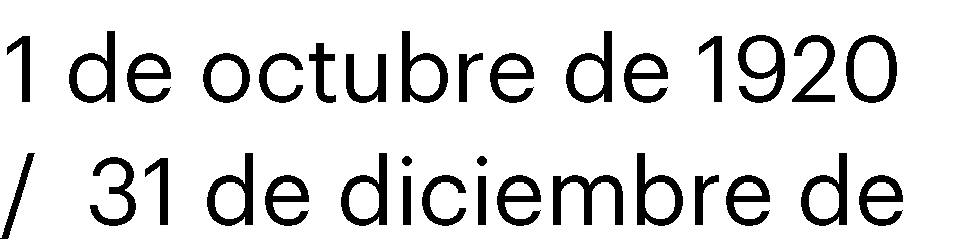 1 de octubre de 1920
/ 31 de diciembre de